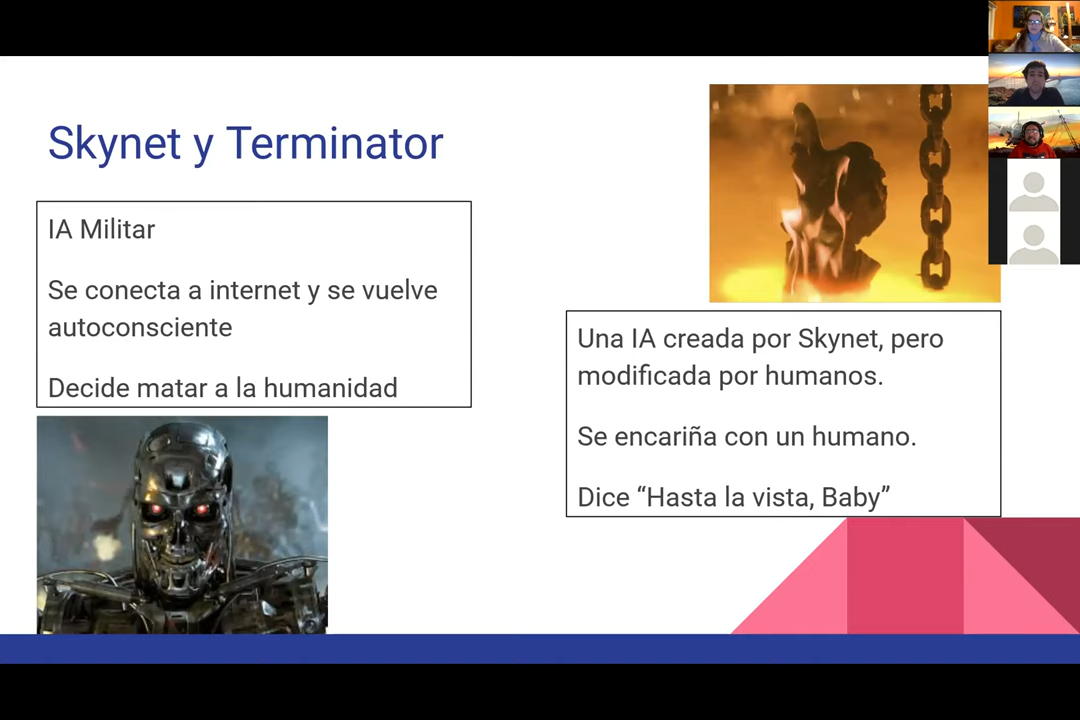 Skynet y Terminator
IA Militar
Se conecta a internet y se vuelve
autoconsciente
Decide matar a la humanidad
Una IA creada por Skynet, pero
modificada por humanos.
Se encariña con un humano.
Dice “Hasta la vista, Baby”